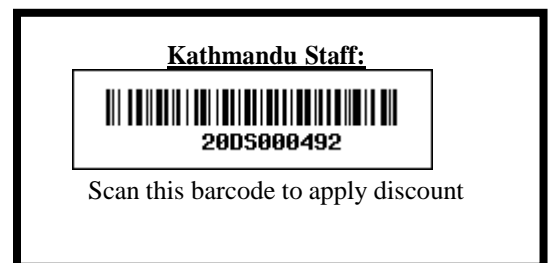 Kathmandu Staff:
20DS000492
Scan this barcode to apply discount